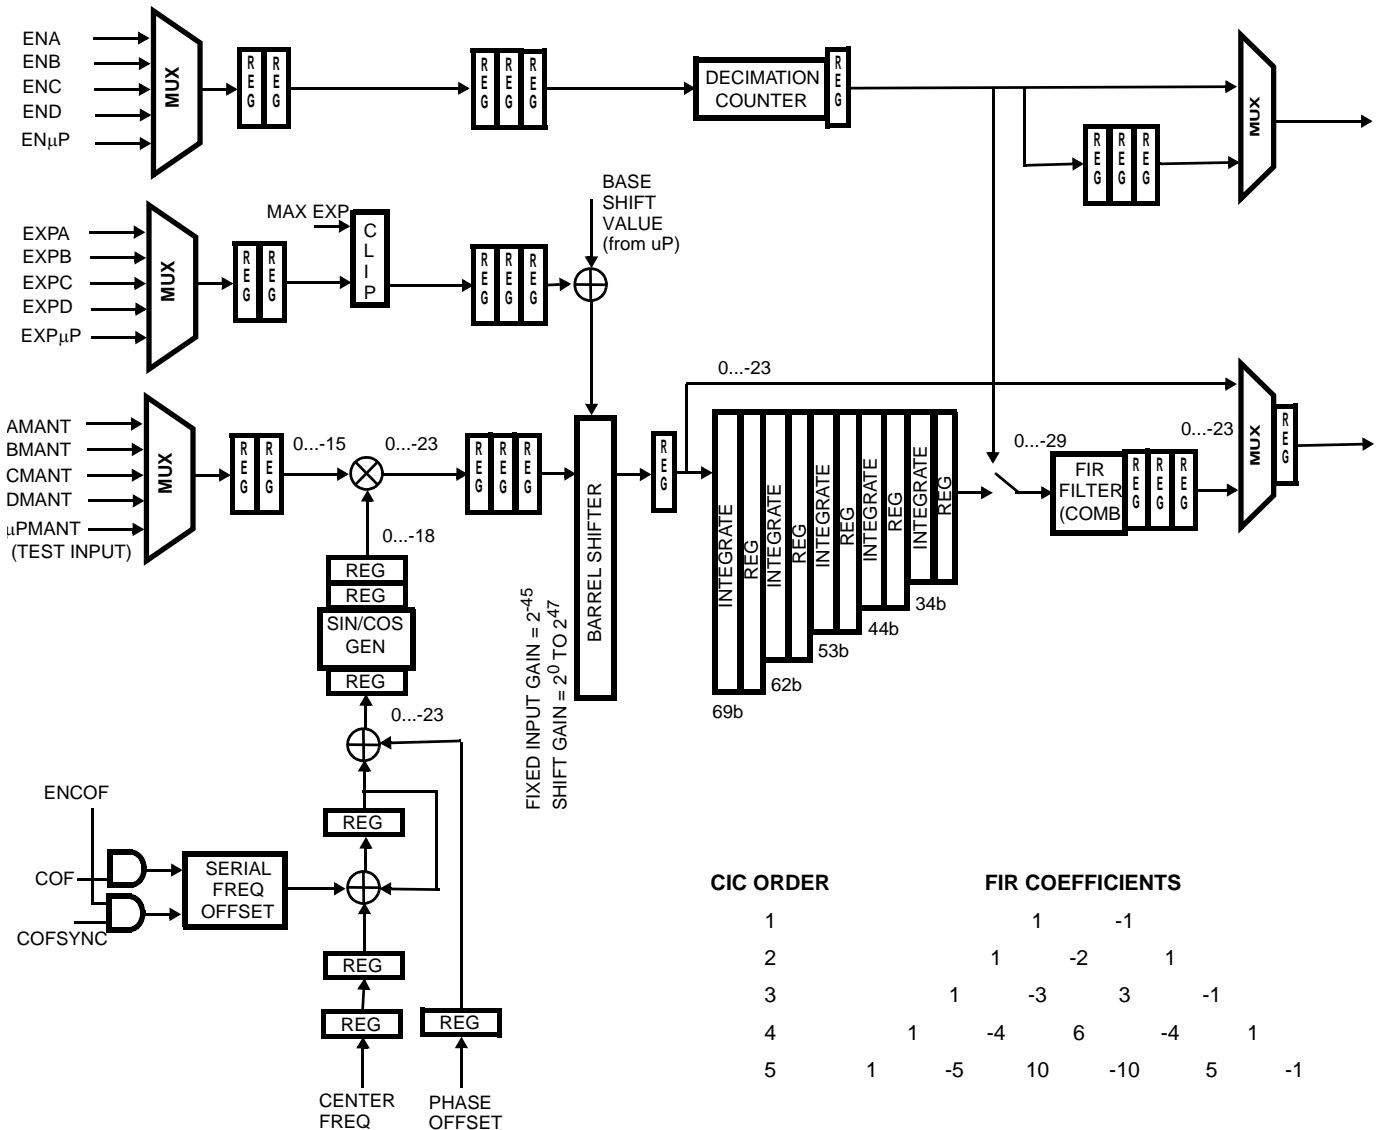 ENA
ENB
ENC
END
ENµP
MUX
REG
REG
REG
REG
REG
DECIMATION
COUNTER
REG
REG
REG
REG
MUX
EXPA
EXPB
EXPC
EXPD
EXPµP
MUX
REG
REG
MAX EXP
CLIP
REG
REG
REG
BASE
SHIFT
VALUE
(from uP)
AMANT
BMANT
CMANT
DMANT
µPMANT
(TEST INPUT)
MUX
REG
REG
0...-15
0...-23
REG
REG
REG
BARREL SHIFTER
FIXED INPUT GAIN = 2^-45
SHIFT GAIN = 2^0 TO 2^47
REG
0...-23
INTEGRATE
REG
INTEGRATE
REG
INTEGRATE
REG
INTEGRATE
REG
INTEGRATE
REG
69b
62b
53b
44b
34b
0...-29
FIR
FILTER
(COMB
REG
REG
REG
0...-23
MUX
REG
0...-18
REG
REG
SIN/COS
GEN
REG
0...-23
REG
ENCOF
COF
COFSYNC
SERIAL
FREQ
OFFSET
REG
REG
REG
CENTER
FREQ
PHASE
OFFSET
CIC ORDER FIR COEFFICIENTS
1 1 -1
2 1 -2 1
3 1 -3 3 -1
4 1 -4 6 -4 1
5 1 -5 10 -10 5 -1